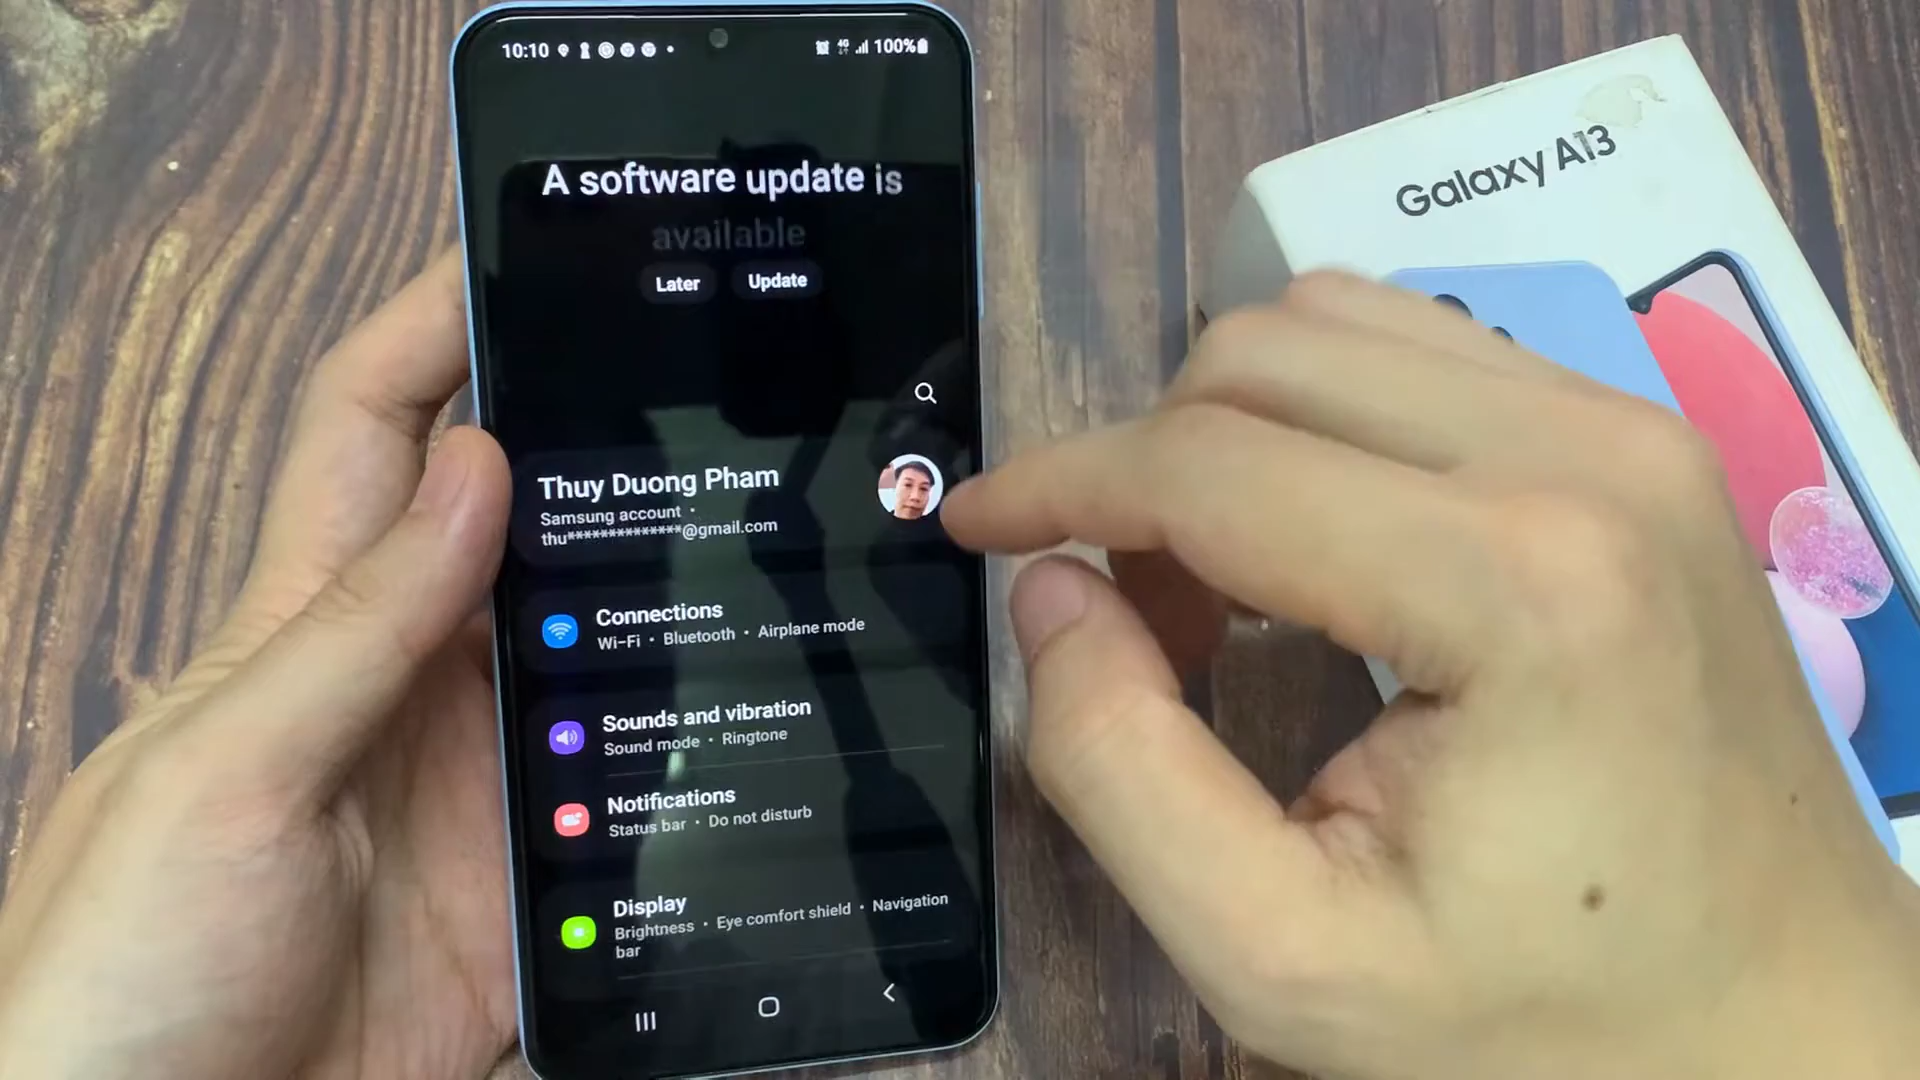 10:10
4G 100%
A software update is
available
Later Update
Thuy Duong Pham
Samsung account •
thu**************@gmail.com
Connections
Wi-Fi • Bluetooth • Airplane mode
Sounds and vibration
Sound mode • Ringtone
Notifications
Status bar • Do not disturb
Display
Brightness • Eye comfort shield • Navigation
bar
Galaxy A13